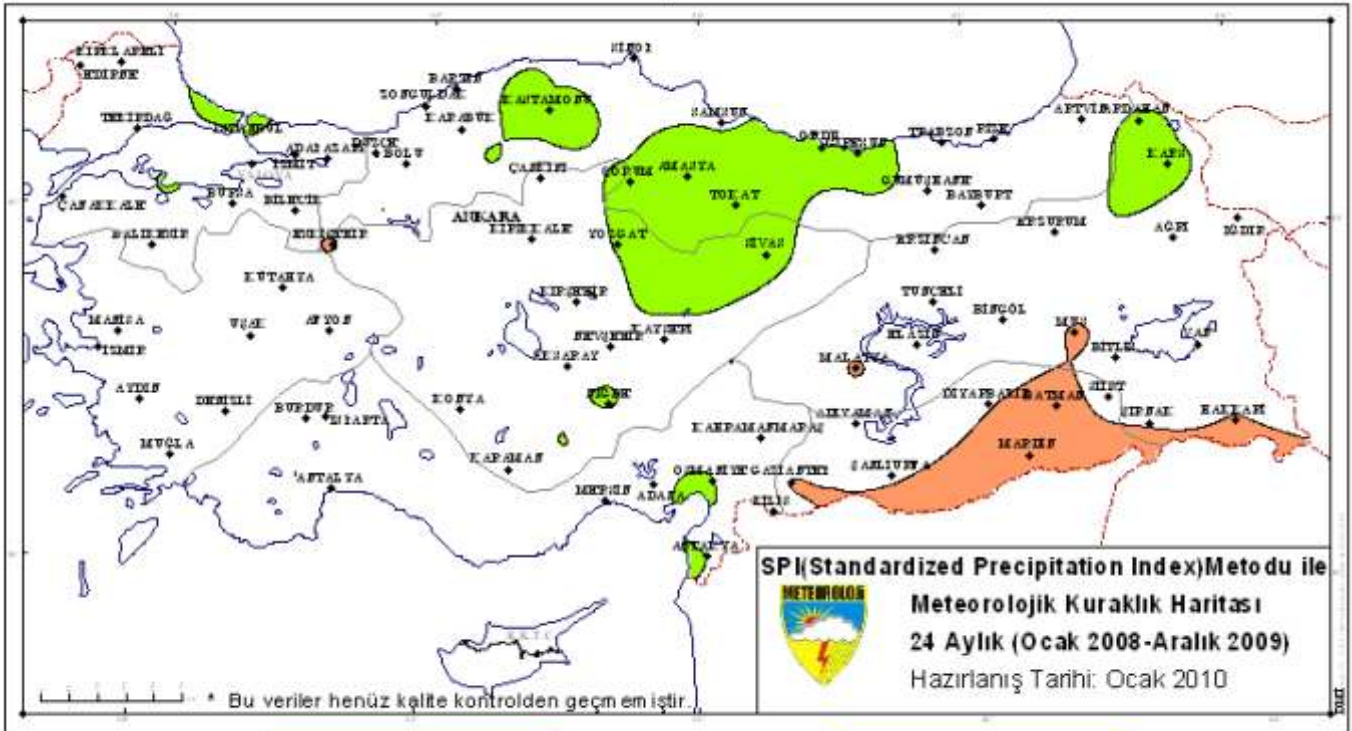 SİNOP
KIRKLARELİ
EDİRNE
BARTIN
ZONGULDAK
KASTAMONU
SAMSUN
ARTVİN
ARDAHAN
TEKİRDAĞ
İSTANBUL
KARABÜK
ORDU
GİRESUN
TRABZON
RİZE
DÜZCE
ADAPAZARI
BOLU
İZMİT
YALOVA
KARS
ÇANKIRI
ÇORUM
AMASYA
GÜMÜŞHANE
BAYBURT
ÇANAKKALE
BURSA
BİLECİK
TOKAT
ANKARA
ERZURUM
IĞDIR
BALIKESİR
ESKİŞEHİR
KIRIKKALE
YOZGAT
SİVAS
ERZİNCAN
AĞRI
KÜTAHYA
KIRŞEHİR
TUNCELİ
BİNGÖL
MANİSA
UŞAK
AFYON
NEVŞEHİR
KAYSERİ
MUŞ
VAN
İZMİR
AKSARAY
ELAZIĞ
BİTLİS
MALATYA
AYDIN
DENİZLİ
BURDUR
ISPARTA
KONYA
NİĞDE
ADIYAMAN
DİYARBAKIR
BATMAN
SİİRT
ŞIRNAK
HAKKARİ
KAHRAMANMARAŞ
MUĞLA
KARAMAN
MARDİN
ANTALYA
OSMANİYE
GAZİANTEP
ŞANLIURFA
MERSİN
ADANA
KİLİS
ANTAKYA
SPI(Standardized Precipitation Index)Metodu ile
METEOROLOJİ
Meteorolojik Kuraklık Haritası
24 Aylık (Ocak 2008-Aralık 2009)
Hazırlanış Tarihi: Ocak 2010
K.K.T.C
* Bu veriler henüz kalite kontrolden geçmemiştir.